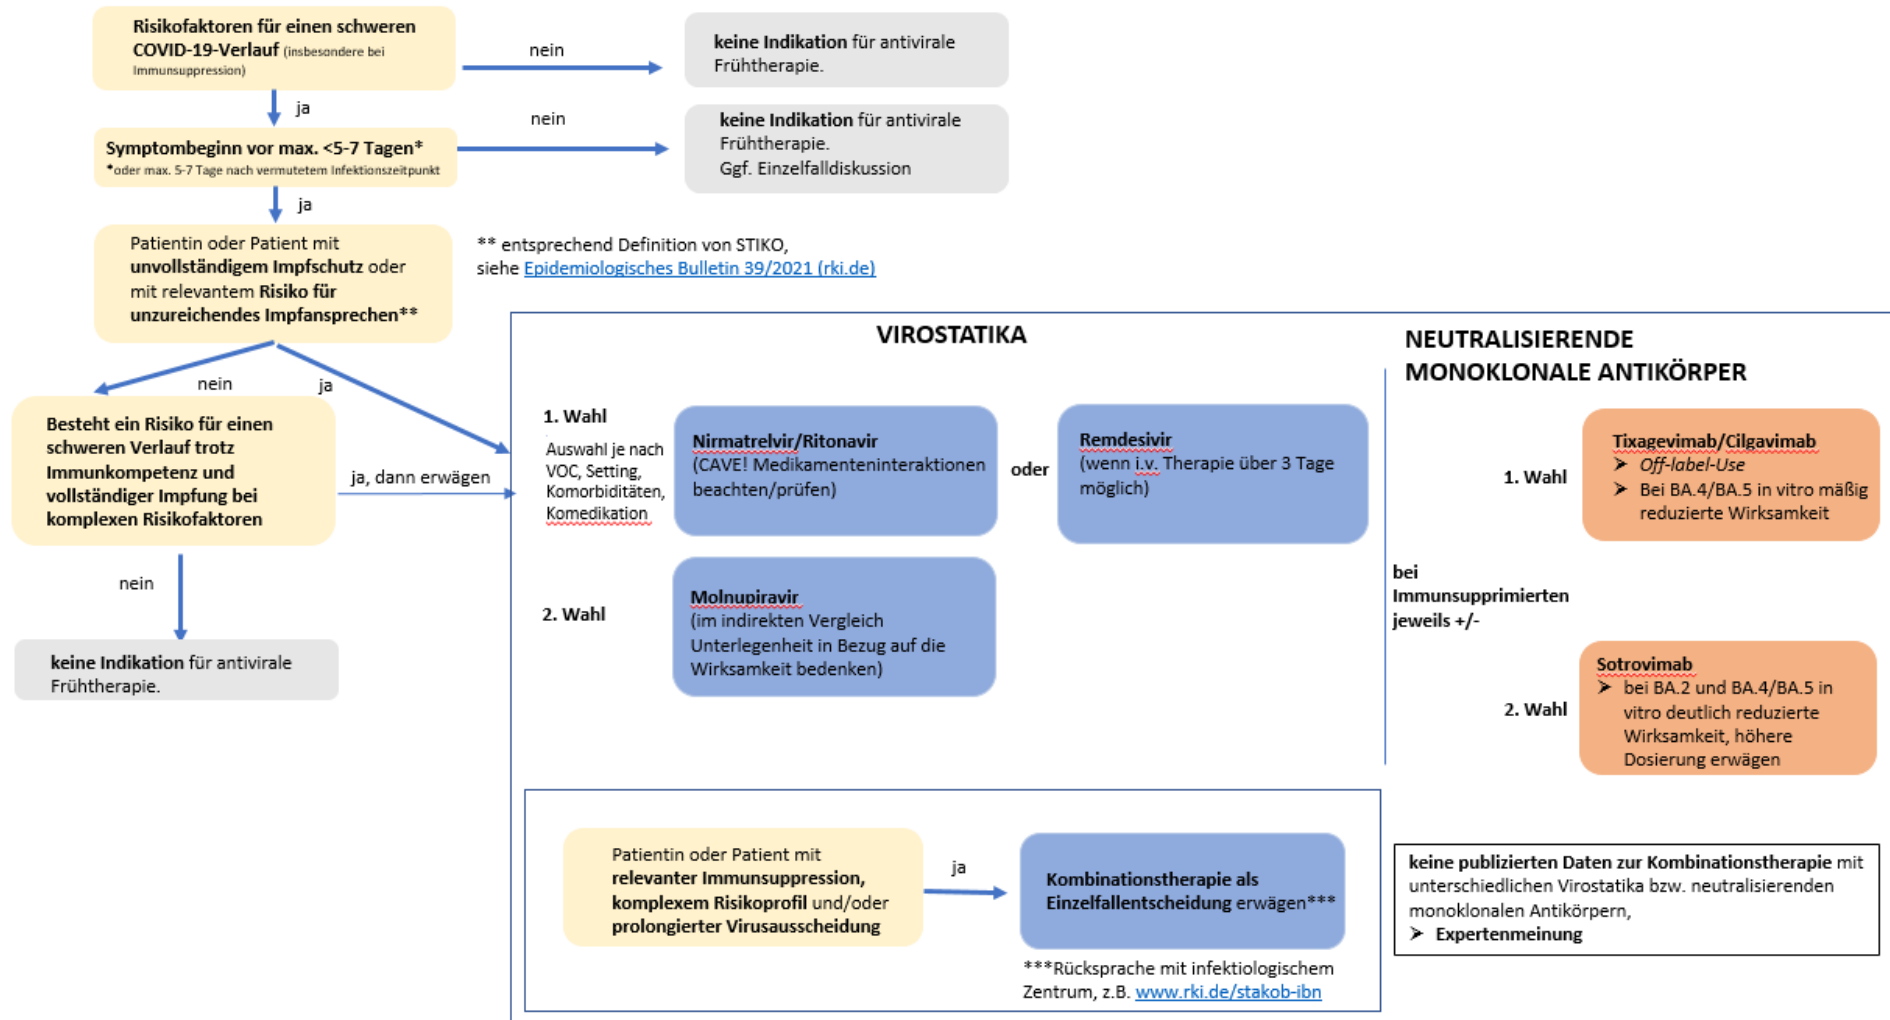 Risikofaktoren für einen schweren
COVID-19-Verlauf (insbesondere bei
Immunsuppression)
nein
keine Indikation für antivirale
Frühtherapie.
ja
Symptombeginn vor max. <5-7 Tagen*
*oder max. 5-7 Tage nach vermutetem Infektionszeitpunkt
nein
keine Indikation für antivirale
Frühtherapie.
Ggf. Einzelfalldiskussion
ja
Patientin oder Patient mit
unvollständigem Impfschutz oder
mit relevantem Risiko für
unzureichendes Impfansprechen**
** entsprechend Definition von STIKO,
siehe Epidemiologisches Bulletin 39/2021 (rki.de)
nein
ja
Besteht ein Risiko für einen
schweren Verlauf trotz
Immunkompetenz und
vollständiger Impfung bei
komplexen Risikofaktoren
ja, dann erwägen
nein
keine Indikation für antivirale
Frühtherapie.
VIROSTATIKA
1. Wahl
Auswahl je nach
VOC, Setting,
Komorbiditäten,
Komedikation
Nirmatrelvir/Ritonavir
(CAVE! Medikamenteninteraktionen
beachten/prüfen)
oder
Remdesivir
(wenn i.v. Therapie über 3 Tage
möglich)
2. Wahl
Molnupiravir
(im indirekten Vergleich
Unterlegenheit in Bezug auf die
Wirksamkeit bedenken)
NEUTRALISIERENDE
MONOKLONALE ANTIKÖRPER
1. Wahl
Tixagevimab/Cilgavimab
➤ Off-label-Use
➤ Bei BA.4/BA.5 in vitro mäßig
reduzierte Wirksamkeit
bei
Immunsupprimierten
jeweils +/-
2. Wahl
Sotrovimab
➤ bei BA.2 und BA.4/BA.5 in
vitro deutlich reduzierte
Wirksamkeit, höhere
Dosierung erwägen
Patientin oder Patient mit
relevanter Immunsuppression,
komplexem Risikoprofil und/oder
prolongierter Virusausscheidung
ja
Kombinationstherapie als
Einzelfallentscheidung erwägen***
***Rücksprache mit infektiologischem
Zentrum, z.B. www.rki.de/stakob-ibn
keine publizierten Daten zur Kombinationstherapie mit
unterschiedlichen Virostatika bzw. neutralisierenden
monoklonalen Antikörpern,
➤ Expertenmeinung